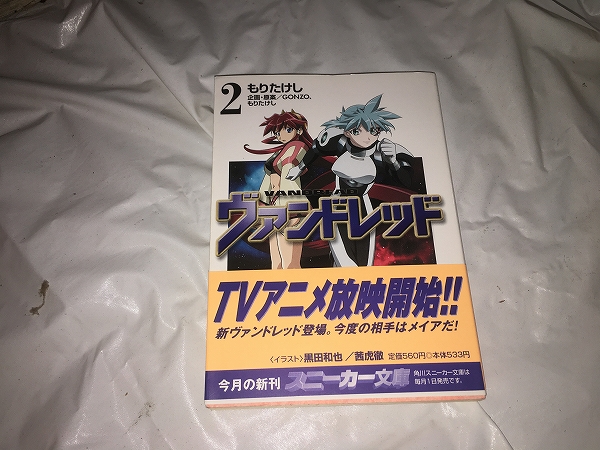 2
もりたけし
企画・原案/GONZO.
もりたけし
VANDREAD
ヴァンドレッド
TVアニメ放映開始!!
新ヴァンドレッド登場。今度の相手はメイアだ!
〈イラスト〉黒田和也/茜虎徹 定価560円◎本体533円
今月の新刊 スニーカー文庫 角川スニーカー文庫は
毎月1日発売です。